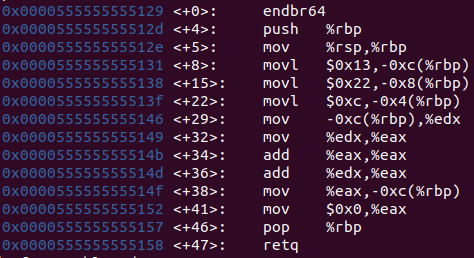 0x0000555555555129 <+0>: endbr64
0x000055555555512d <+4>: push %rbp
0x000055555555512e <+5>: mov %rsp,%rbp
0x0000555555555131 <+8>: movl $0x13,-0xc(%rbp)
0x0000555555555138 <+15>: movl $0x22,-0x8(%rbp)
0x000055555555513f <+22>: movl $0xc,-0x4(%rbp)
0x0000555555555146 <+29>: mov -0xc(%rbp),%edx
0x0000555555555149 <+32>: mov %edx,%eax
0x000055555555514b <+34>: add %eax,%eax
0x000055555555514d <+36>: add %edx,%eax
0x000055555555514f <+38>: mov %eax,-0xc(%rbp)
0x0000555555555152 <+41>: mov $0x0,%eax
0x0000555555555157 <+46>: pop %rbp
0x0000555555555158 <+47>: retq